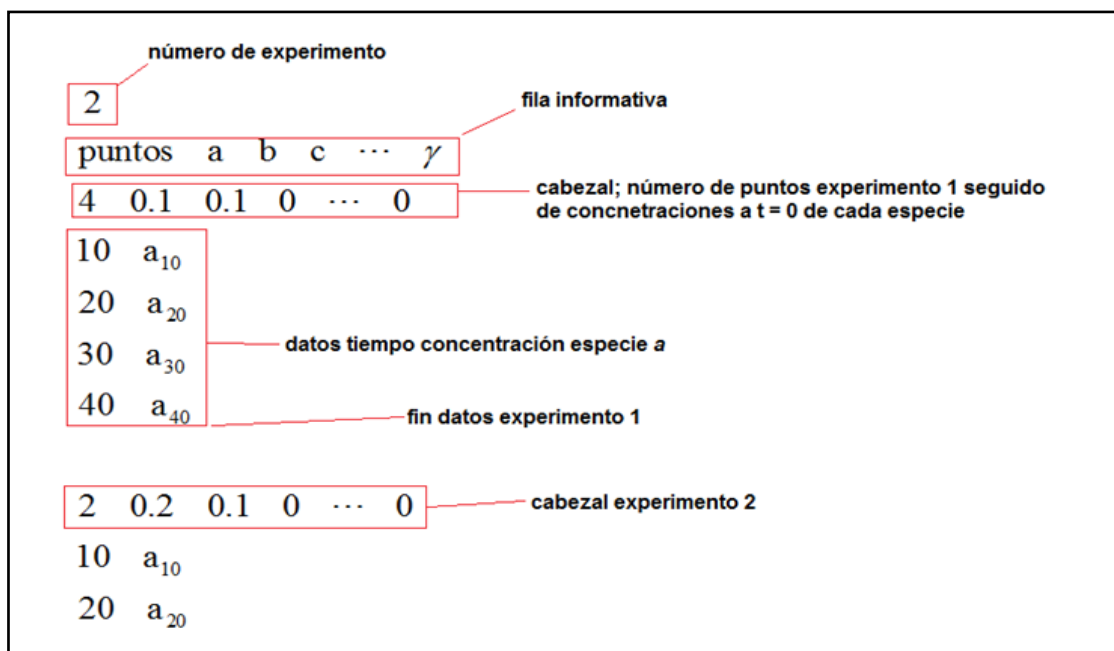 número de experimento
2
fila informativa
puntos a b c ... γ
cabezal; número de puntos experimento 1 seguido
de concnetraciones a t = 0 de cada especie
4 0.1 0.1 0 ... 0
10 a10
20 a20
datos tiempo concentración especie a
30 a30
40 a40
fin datos experimento 1
2 0.2 0.1 0 ... 0
cabezal experimento 2
10 a10
20 a20